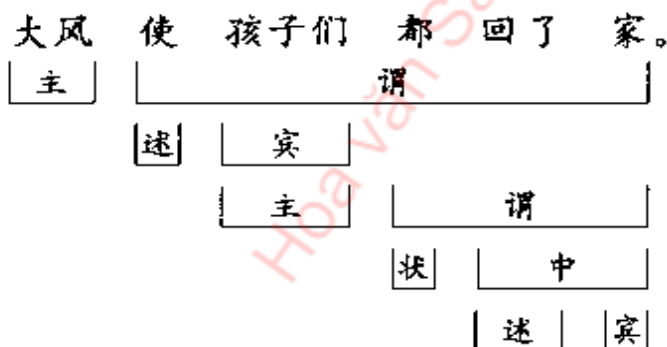 大风 使 孩子们 都 回了 家。
主 谓
述 宾
主 谓
状 中
述 宾
Hoa văn Sa